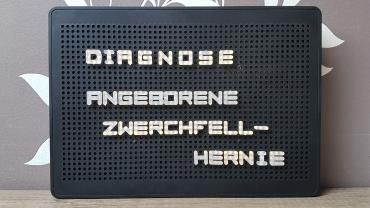 DIAGNOSE
ANGEBORENE
ZWERCHFELL-
HERNIE